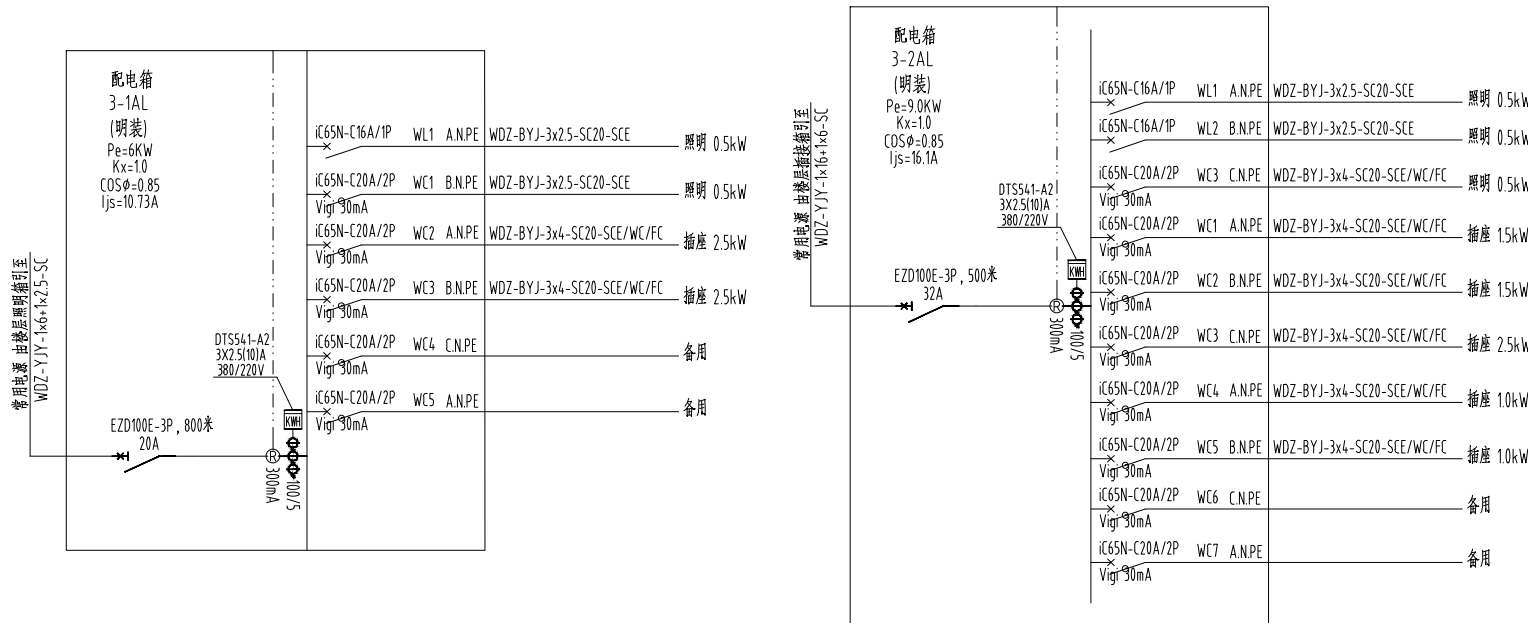 配电箱
3-1AL
(明装)
Pe=6KW
Kx=1.0
COSφ=0.85
Ijs=10.73A
常用电源 由楼层照明箱引至
WDZ-YJY-1x6+1x2.5-SC
EZD100E-3P，800米
20A
DTS541-A2
3X2.5(10)A
380/220V
KWH
R
300mA
100/5
iC65N-C16A/1P WL1 A.N.PE WDZ-BYJ-3x2.5-SC20-SCE 照明 0.5kW
iC65N-C20A/2P WC1 B.N.PE WDZ-BYJ-3x2.5-SC20-SCE 照明 0.5kW
Vigi 30mA
iC65N-C20A/2P WC2 A.N.PE WDZ-BYJ-3x4-SC20-SCE/WC/FC 插座 2.5kW
Vigi 30mA
iC65N-C20A/2P WC3 B.N.PE WDZ-BYJ-3x4-SC20-SCE/WC/FC 插座 2.5kW
Vigi 30mA
iC65N-C20A/2P WC4 C.N.PE 备用
Vigi 30mA
iC65N-C20A/2P WC5 A.N.PE 备用
Vigi 30mA
配电箱
3-2AL
(明装)
Pe=9.0KW
Kx=1.0
COSφ=0.85
Ijs=16.1A
常用电源 由楼层插接箱引至
WDZ-YJY-1x16+1x6-SC
EZD100E-3P，500米
32A
DTS541-A2
3X2.5(10)A
380/220V
KWH
R
300mA
100/5
iC65N-C16A/1P WL1 A.N.PE WDZ-BYJ-3x2.5-SC20-SCE 照明 0.5kW
iC65N-C16A/1P WL2 B.N.PE WDZ-BYJ-3x2.5-SC20-SCE 照明 0.5kW
iC65N-C20A/2P WC3 C.N.PE WDZ-BYJ-3x4-SC20-SCE/WC/FC 照明 0.5kW
Vigi 30mA
iC65N-C20A/2P WC1 A.N.PE WDZ-BYJ-3x4-SC20-SCE/WC/FC 插座 1.5kW
Vigi 30mA
iC65N-C20A/2P WC2 B.N.PE WDZ-BYJ-3x4-SC20-SCE/WC/FC 插座 1.5kW
Vigi 30mA
iC65N-C20A/2P WC3 C.N.PE WDZ-BYJ-3x4-SC20-SCE/WC/FC 插座 2.5kW
Vigi 30mA
iC65N-C20A/2P WC4 A.N.PE WDZ-BYJ-3x4-SC20-SCE/WC/FC 插座 1.0kW
Vigi 30mA
iC65N-C20A/2P WC5 B.N.PE WDZ-BYJ-3x4-SC20-SCE/WC/FC 插座 1.0kW
Vigi 30mA
iC65N-C20A/2P WC6 C.N.PE 备用
Vigi 30mA
iC65N-C20A/2P WC7 A.N.PE 备用
Vigi 30mA